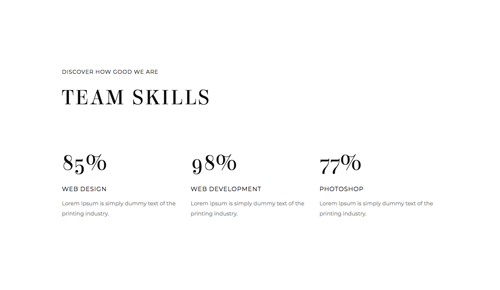 DISCOVER HOW GOOD WE ARE
TEAM SKILLS
85%
98%
77%
WEB DESIGN
WEB DEVELOPMENT
PHOTOSHOP
Lorem Ipsum is simply dummy text of the
printing industry.
Lorem Ipsum is simply dummy text of the
printing industry.
Lorem Ipsum is simply dummy text of the
printing industry.